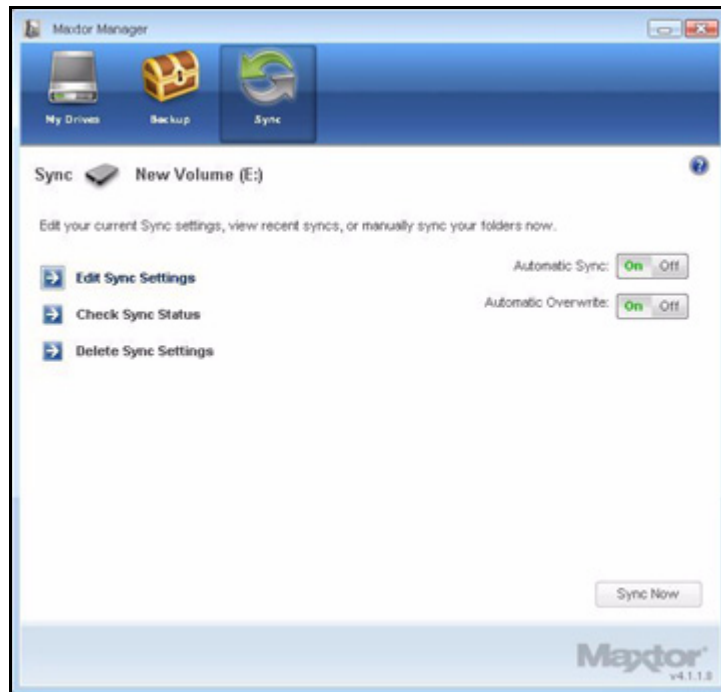 Maxtor Manager
My Drives
Backup
Sync
Sync New Volume (E:)
Edit your current Sync settings, view recent syncs, or manually sync your folders now.
Edit Sync Settings
Automatic Sync: On Off
Check Sync Status
Automatic Overwrite: On Off
Delete Sync Settings
Sync Now
Maxtor
v4.1.1.8